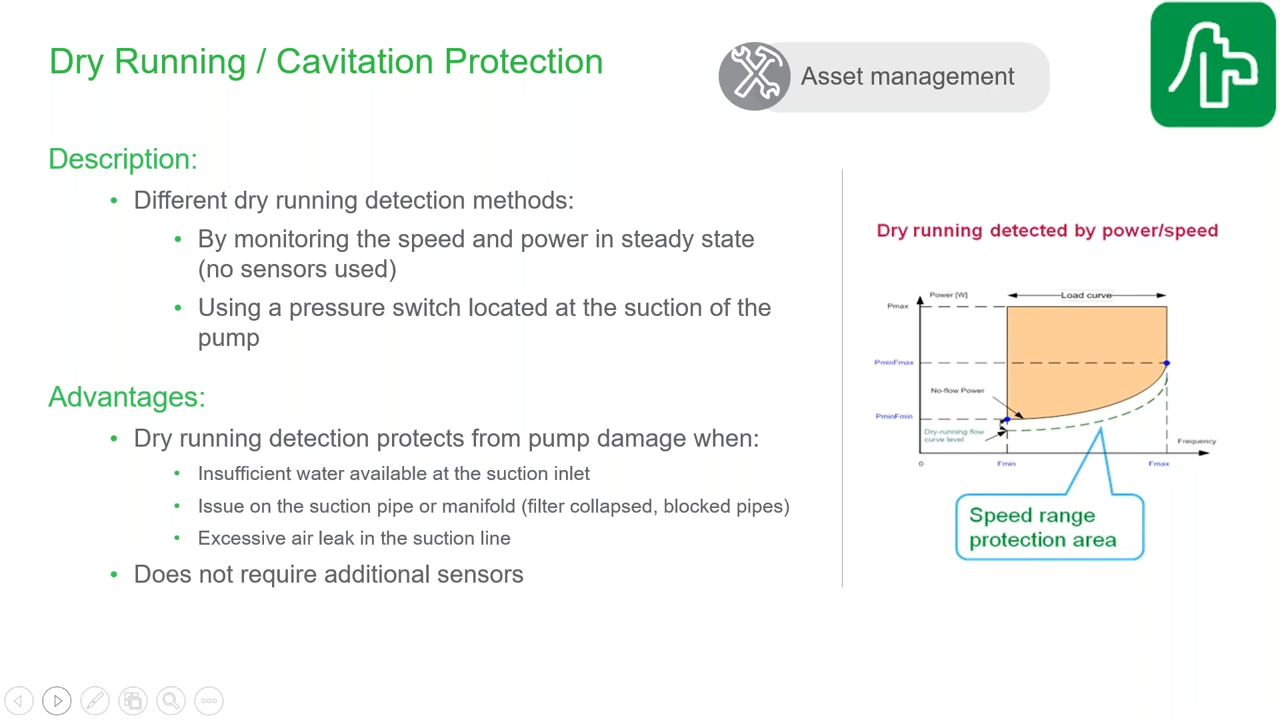 Dry Running / Cavitation Protection
Asset management
Description:
• Different dry running detection methods:
• By monitoring the speed and power in steady state
(no sensors used)
• Using a pressure switch located at the suction of the
pump
Advantages:
• Dry running detection protects from pump damage when:
• Insufficient water available at the suction inlet
• Issue on the suction pipe or manifold (filter collapsed, blocked pipes)
• Excessive air leak in the suction line
• Does not require additional sensors
Dry running detected by power/speed
Power [W]
Load curve
Pmax
PminFmax
No-flow Power
PminFmin
Dry-running flow
curve level
Frequency
0
Fmin
Fmax
Speed range
protection area